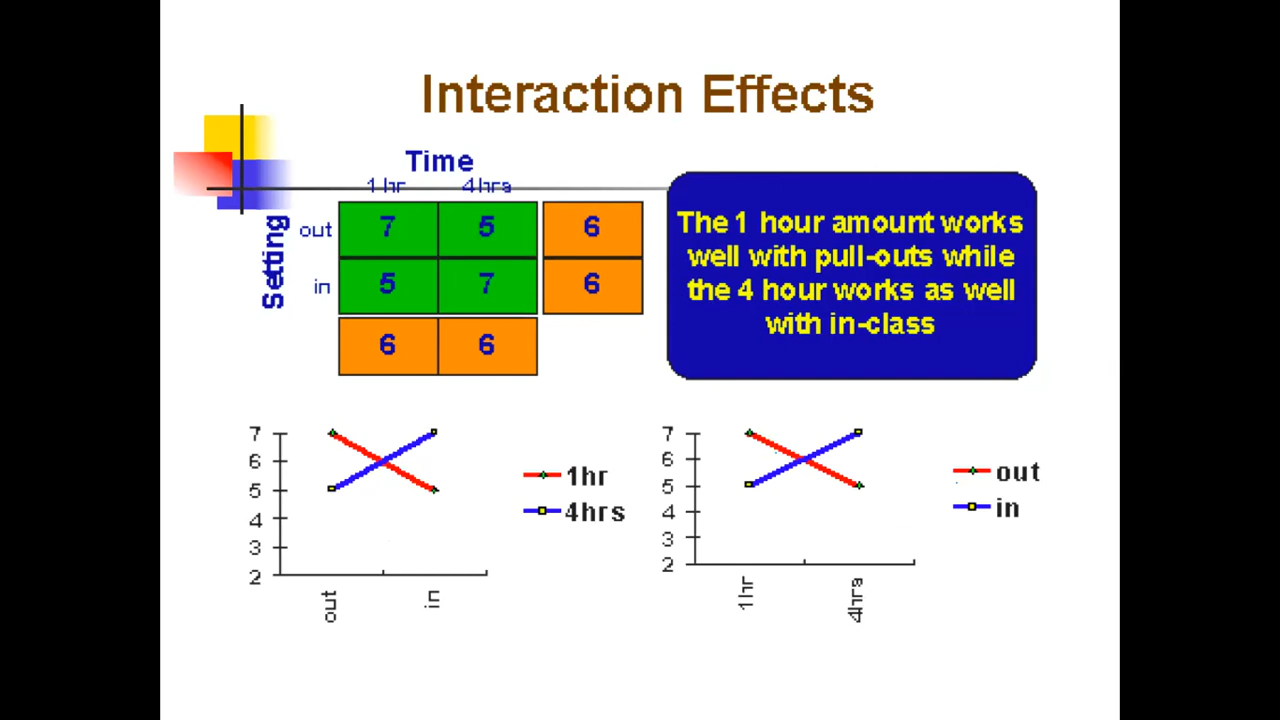 Interaction Effects
Time
1 hr 4 hrs
Setting
out 7 5 6
in 5 7 6
6 6
The 1 hour amount works
well with pull-outs while
the 4 hour works as well
with in-class
7
6
5
4
3
2
out in
1hr
4hrs
7
6
5
4
3
2
1hr 4hrs
out
in